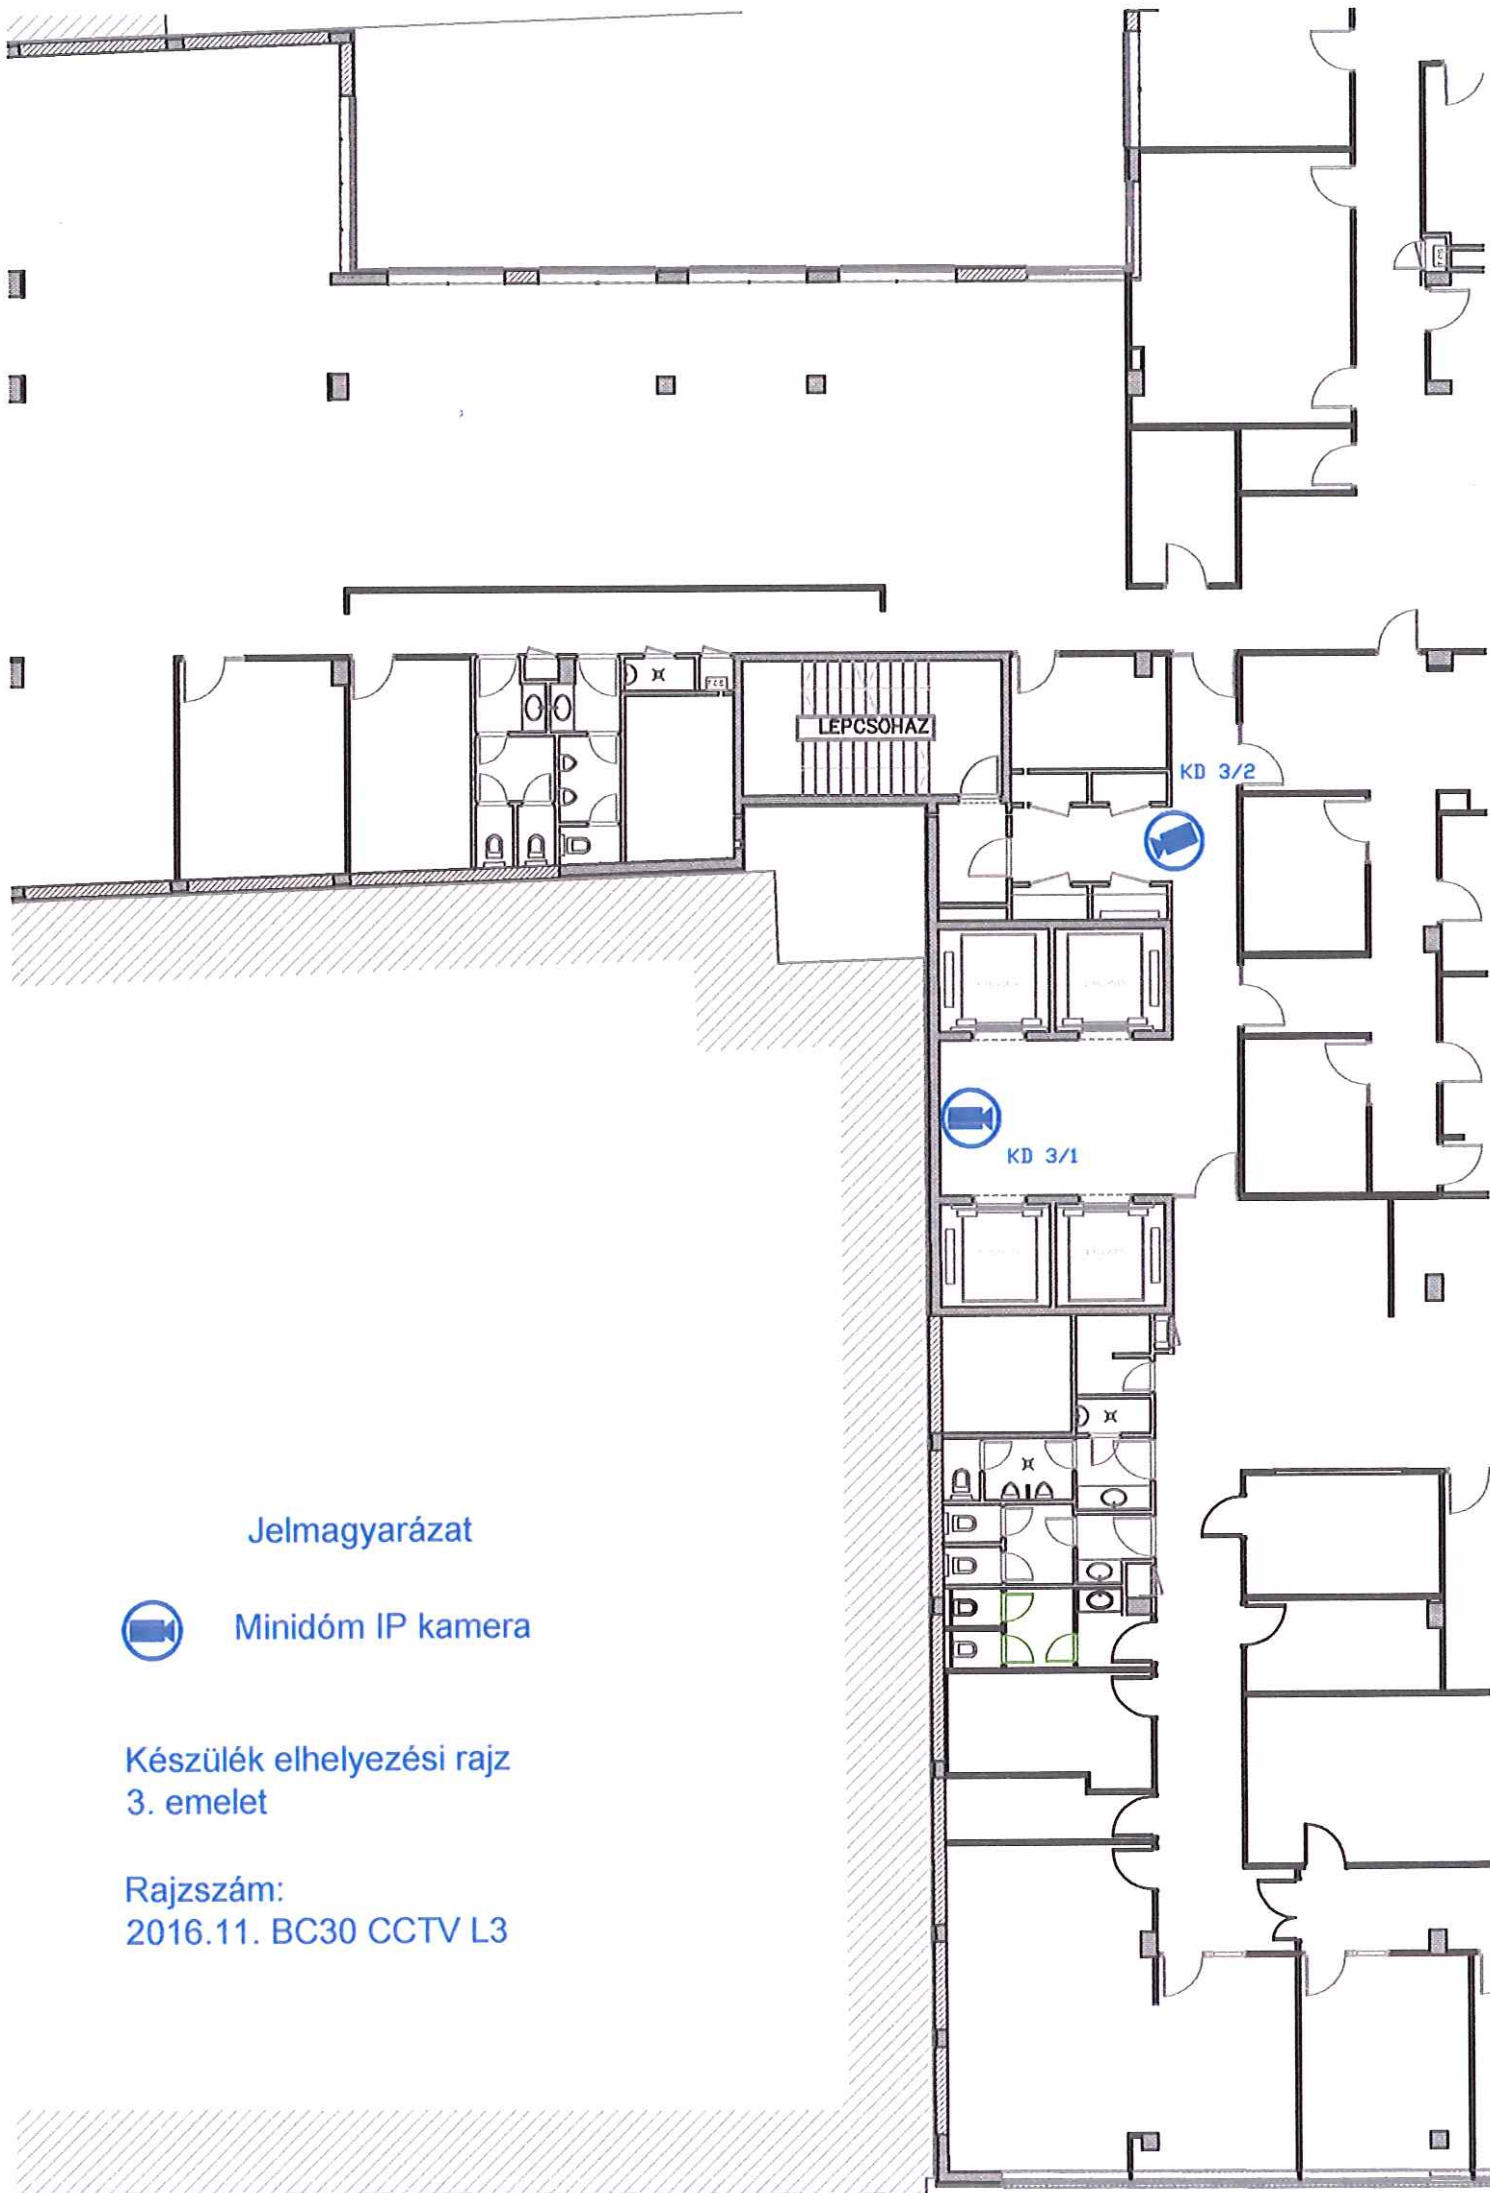 LÉPCSŐHÁZ
KD 3/2
KD 3/1
Jelmagyarázat
Minidóm IP kamera
Készülék elhelyezési rajz
3. emelet
Rajzszám:
2016.11. BC30 CCTV L3